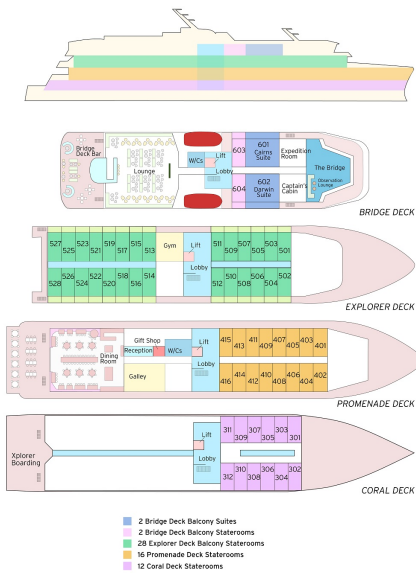 Bridge
Deck Bar
Lounge
W/Cs
Lift
Lobby
603
604
601
Cairns
Suite
602
Darwin
Suite
Expedition
Room
Captain's
Cabin
The Bridge
Observation
Lounge
BRIDGE DECK
527 525 523 521 519 517 515 513
528 526 524 522 520 518 516 514
Gym
Lift
Lobby
511 509 507 505 503 501
512 510 508 506 504 502
EXPLORER DECK
Dining
Room
Gift Shop
Reception
W/Cs
Galley
Lift
Lobby
415 413 411 409 407 405 403 401
416 414 412 410 408 406 404 402
PROMENADE DECK
Xplorer
Boarding
Lift
Lobby
311 309 307 305 303 301
312 310 308 306 304 302
CORAL DECK
2 Bridge Deck Balcony Suites
2 Bridge Deck Balcony Staterooms
28 Explorer Deck Balcony Staterooms
16 Promenade Deck Staterooms
12 Coral Deck Staterooms